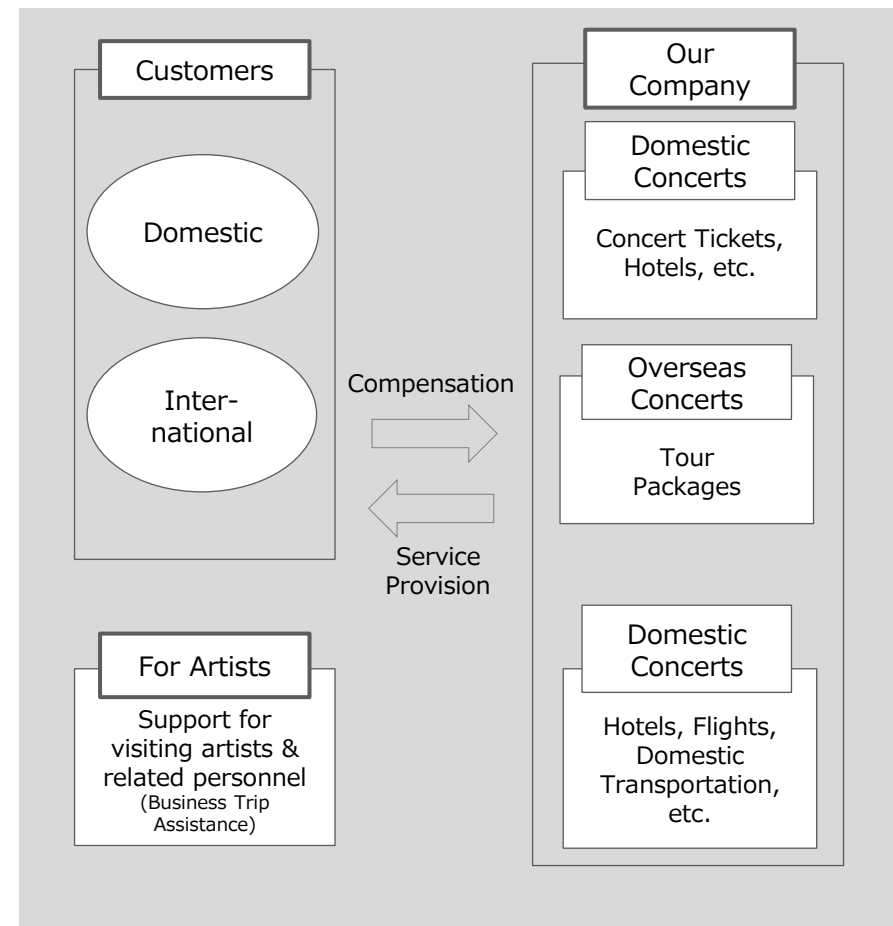 Customers
Domestic
Inter-
national
Compensation
Service
Provision
For Artists
Support for
visiting artists &
related personnel
(Business Trip
Assistance)
Our
Company
Domestic
Concerts
Concert Tickets,
Hotels, etc.
Overseas
Concerts
Tour
Packages
Domestic
Concerts
Hotels, Flights,
Domestic
Transportation,
etc.